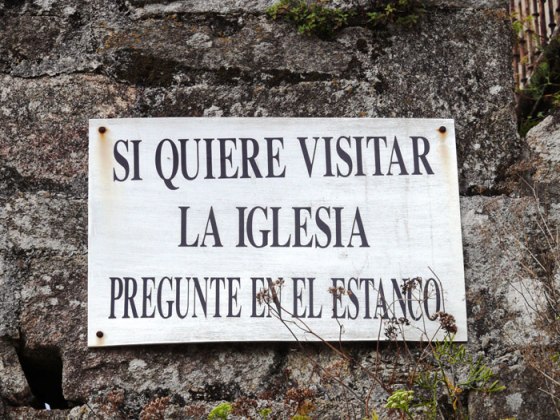 SI QUIERE VISITAR
LA IGLESIA
PREGUNTE EN EL ESTANCO